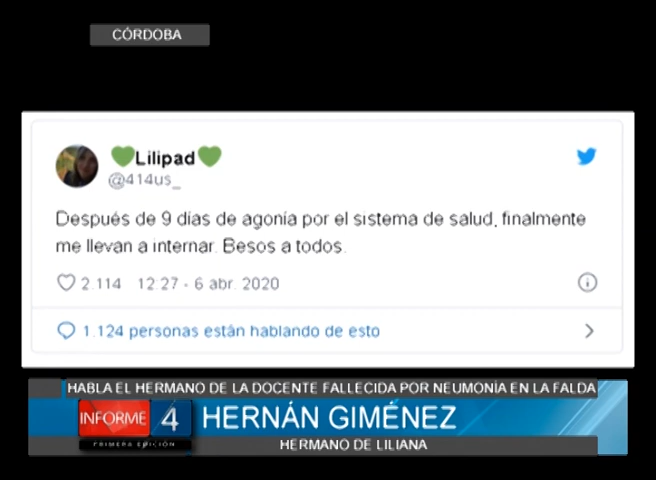 CÓRDOBA
💚Lilipad💚
@414us_
Después de 9 días de agonía por el sistema de salud, finalmente
me llevan a internar. Besos a todos.
2.114 12:27 - 6 abr. 2020
1.124 personas están hablando de esto
HABLA EL HERMANO DE LA DOCENTE FALLECIDA POR NEUMONÍA EN LA FALDA
INFORME 4 HERNÁN GIMÉNEZ
PRIMERA EDICIÓN
HERMANO DE LILIANA